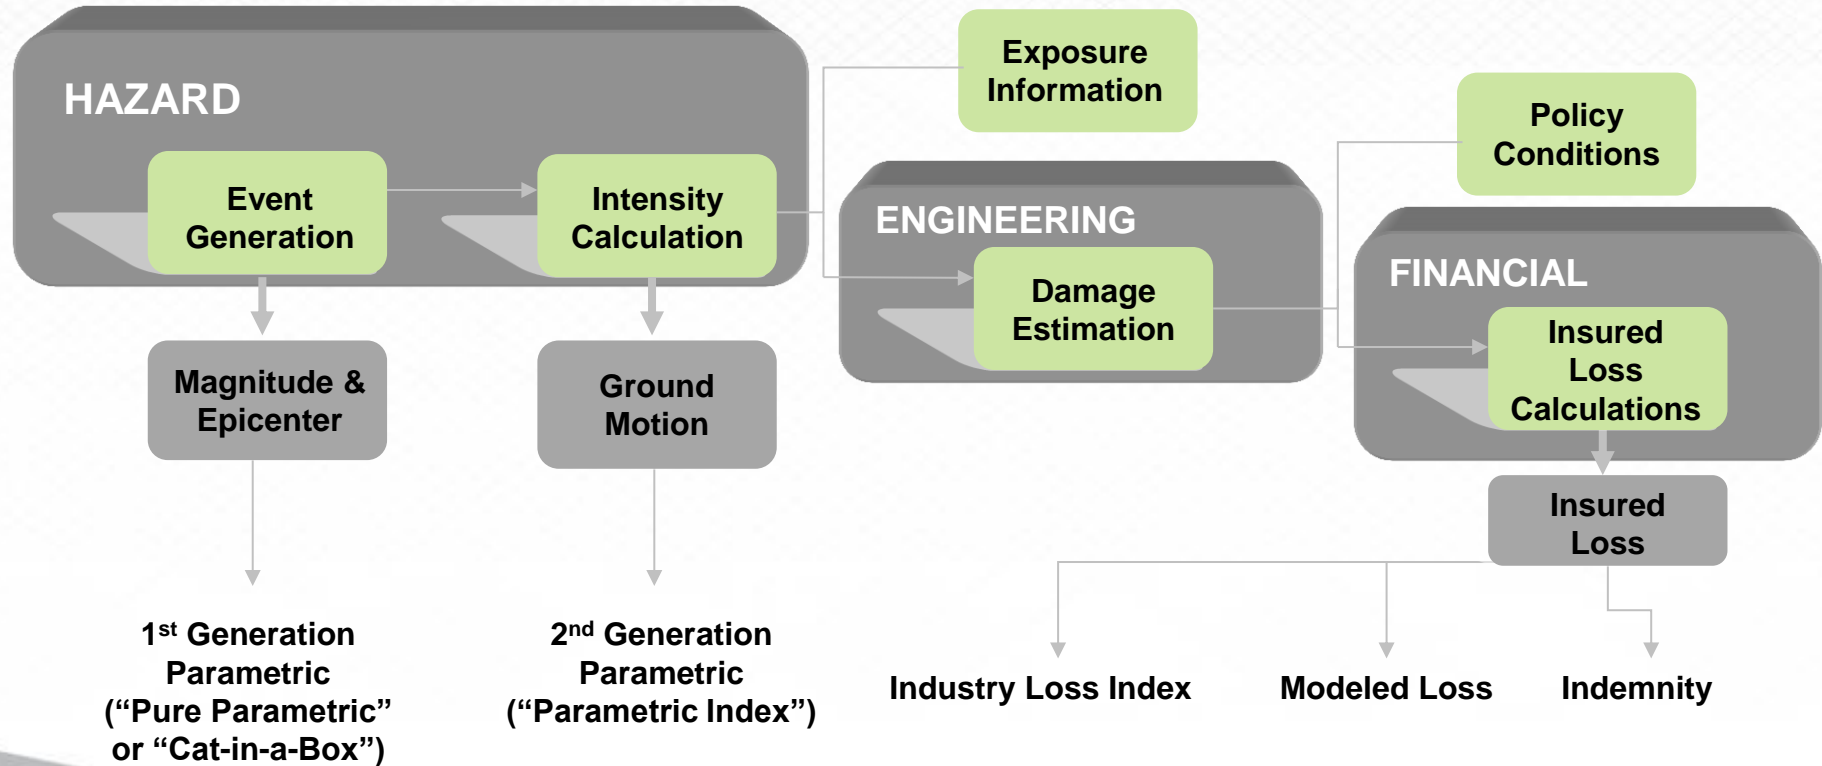 HAZARD
Event
Generation
Intensity
Calculation
Exposure
Information
ENGINEERING
Damage
Estimation
Policy
Conditions
FINANCIAL
Insured
Loss
Calculations
Magnitude &
Epicenter
Ground
Motion
Insured
Loss
1st Generation
Parametric
(“Pure Parametric”
or “Cat-in-a-Box”)
2nd Generation
Parametric
(“Parametric Index”)
Industry Loss Index
Modeled Loss
Indemnity